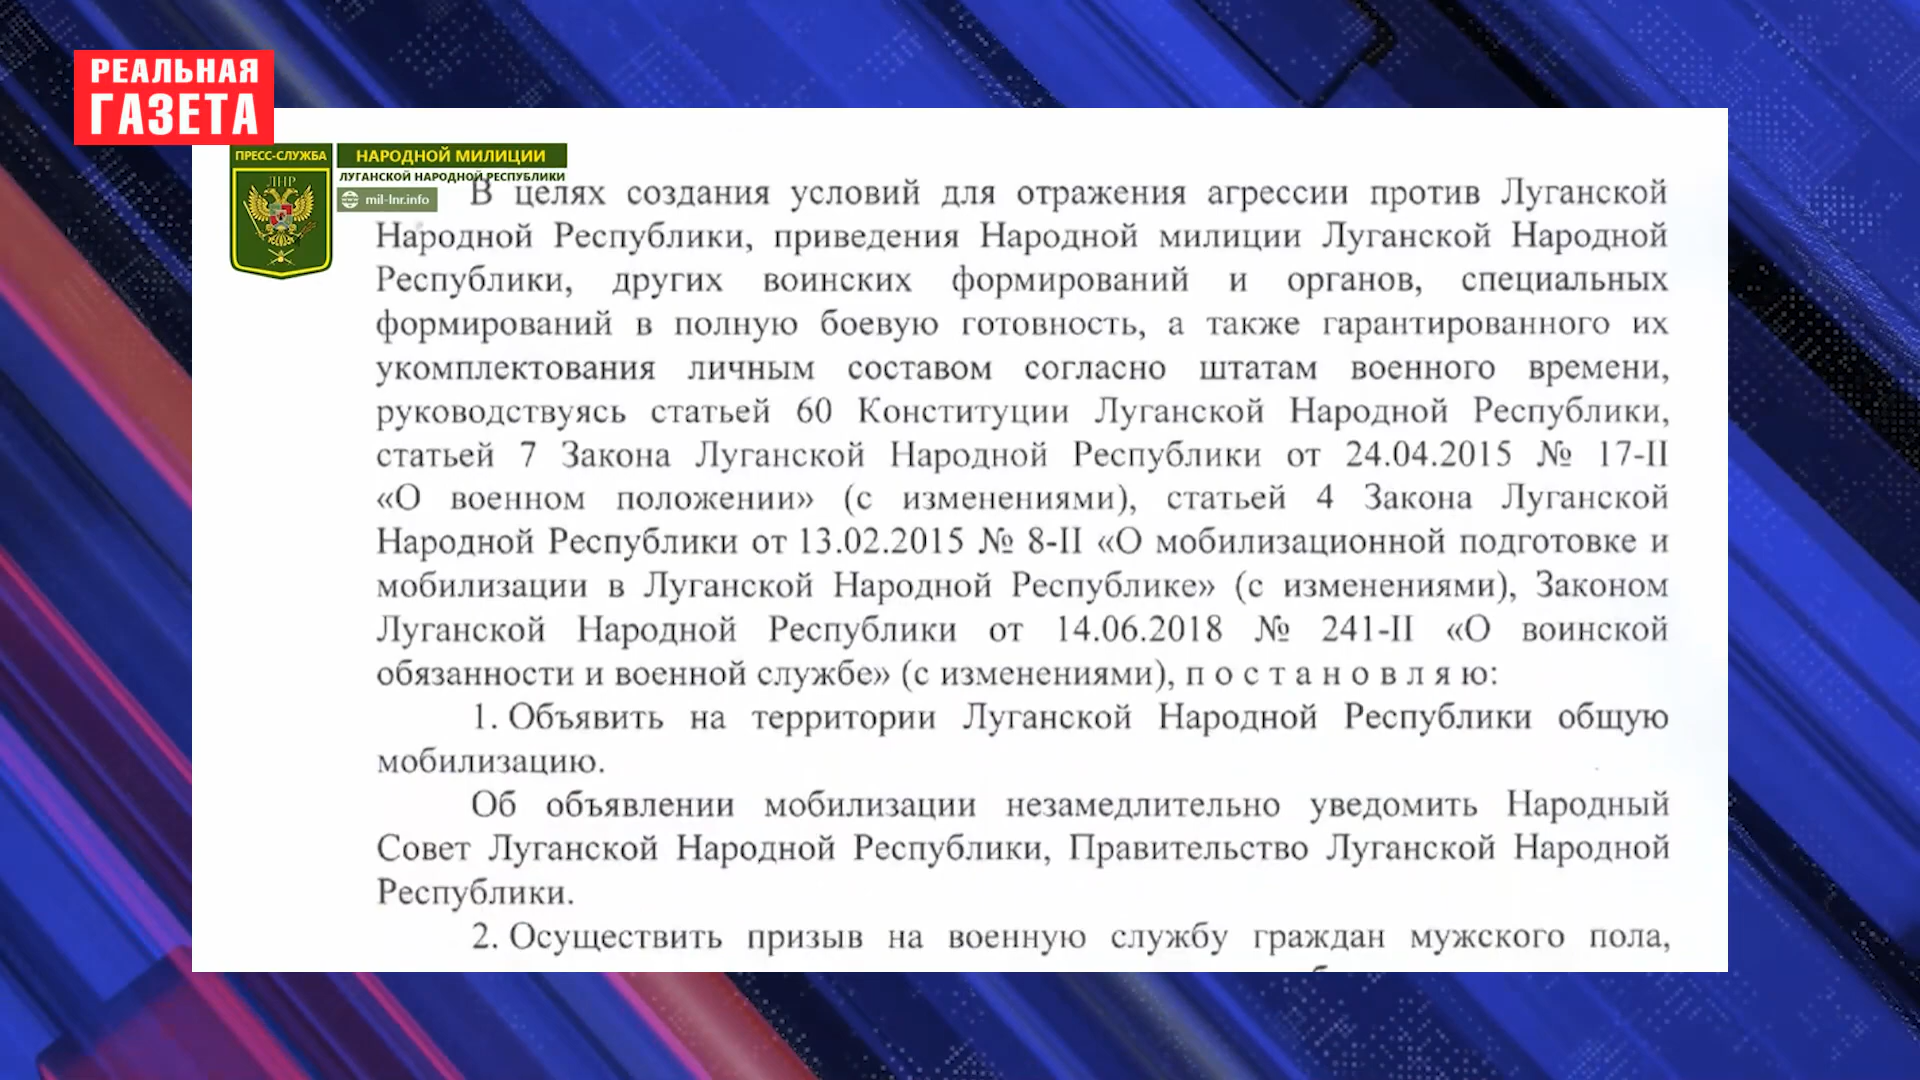 РЕАЛЬНАЯ
ГАЗЕТА
ПРЕСС-СЛУЖБА
НАРОДНОЙ МИЛИЦИИ
ЛУГАНСКОЙ НАРОДНОЙ РЕСПУБЛИКИ
ЛНР
mil-lnr.info
В целях создания условий для отражения агрессии против Луганской
Народной Республики, приведения Народной милиции Луганской Народной
Республики, других воинских формирований и органов, специальных
формирований в полную боевую готовность, а также гарантированного их
укомплектования личным составом согласно штатам военного времени,
руководствуясь статьей 60 Конституции Луганской Народной Республики,
статьей 7 Закона Луганской Народной Республики от 24.04.2015 № 17-II
«О военном положении» (с изменениями), статьей 4 Закона Луганской
Народной Республики от 13.02.2015 № 8-II «О мобилизационной подготовке и
мобилизации в Луганской Народной Республике» (с изменениями), Законом
Луганской Народной Республики от 14.06.2018 № 241-II «О воинской
обязанности и военной службе» (с изменениями), п о с т а н о в л я ю:
1. Объявить на территории Луганской Народной Республики общую
мобилизацию.
Об объявлении мобилизации незамедлительно уведомить Народный
Совет Луганской Народной Республики, Правительство Луганской Народной
Республики.
2. Осуществить призыв на военную службу граждан мужского пола,